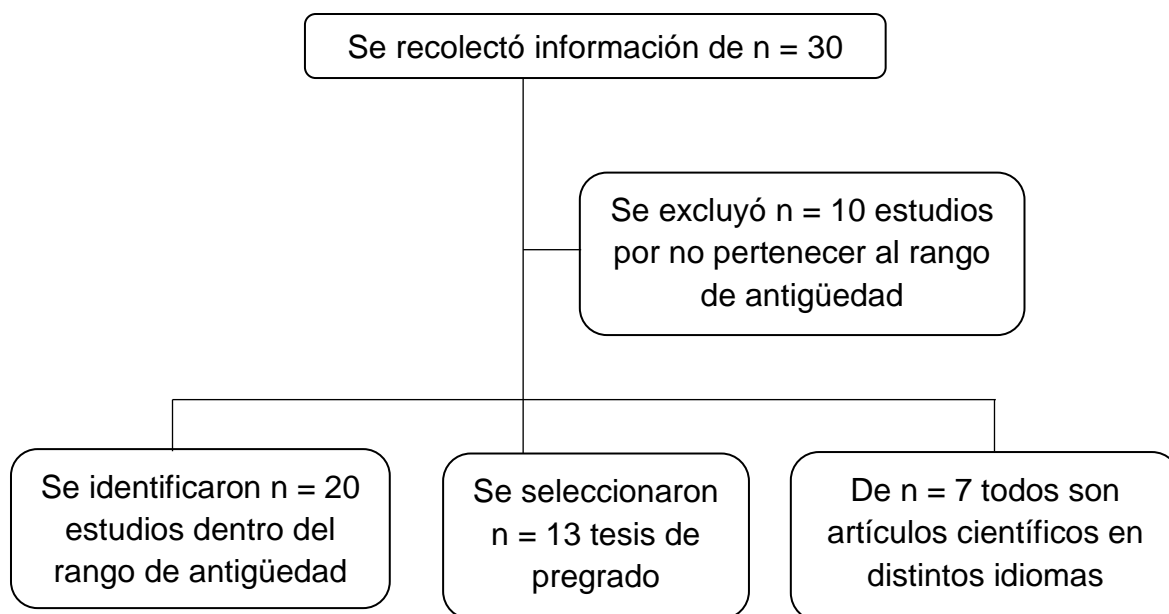 Se recolectó información de n = 30
Se excluyó n = 10 estudios
por no pertenecer al rango
de antigüedad
Se identificaron n = 20
estudios dentro del
rango de antigüedad
Se seleccionaron
n = 13 tesis de
pregrado
De n = 7 todos son
artículos científicos en
distintos idiomas